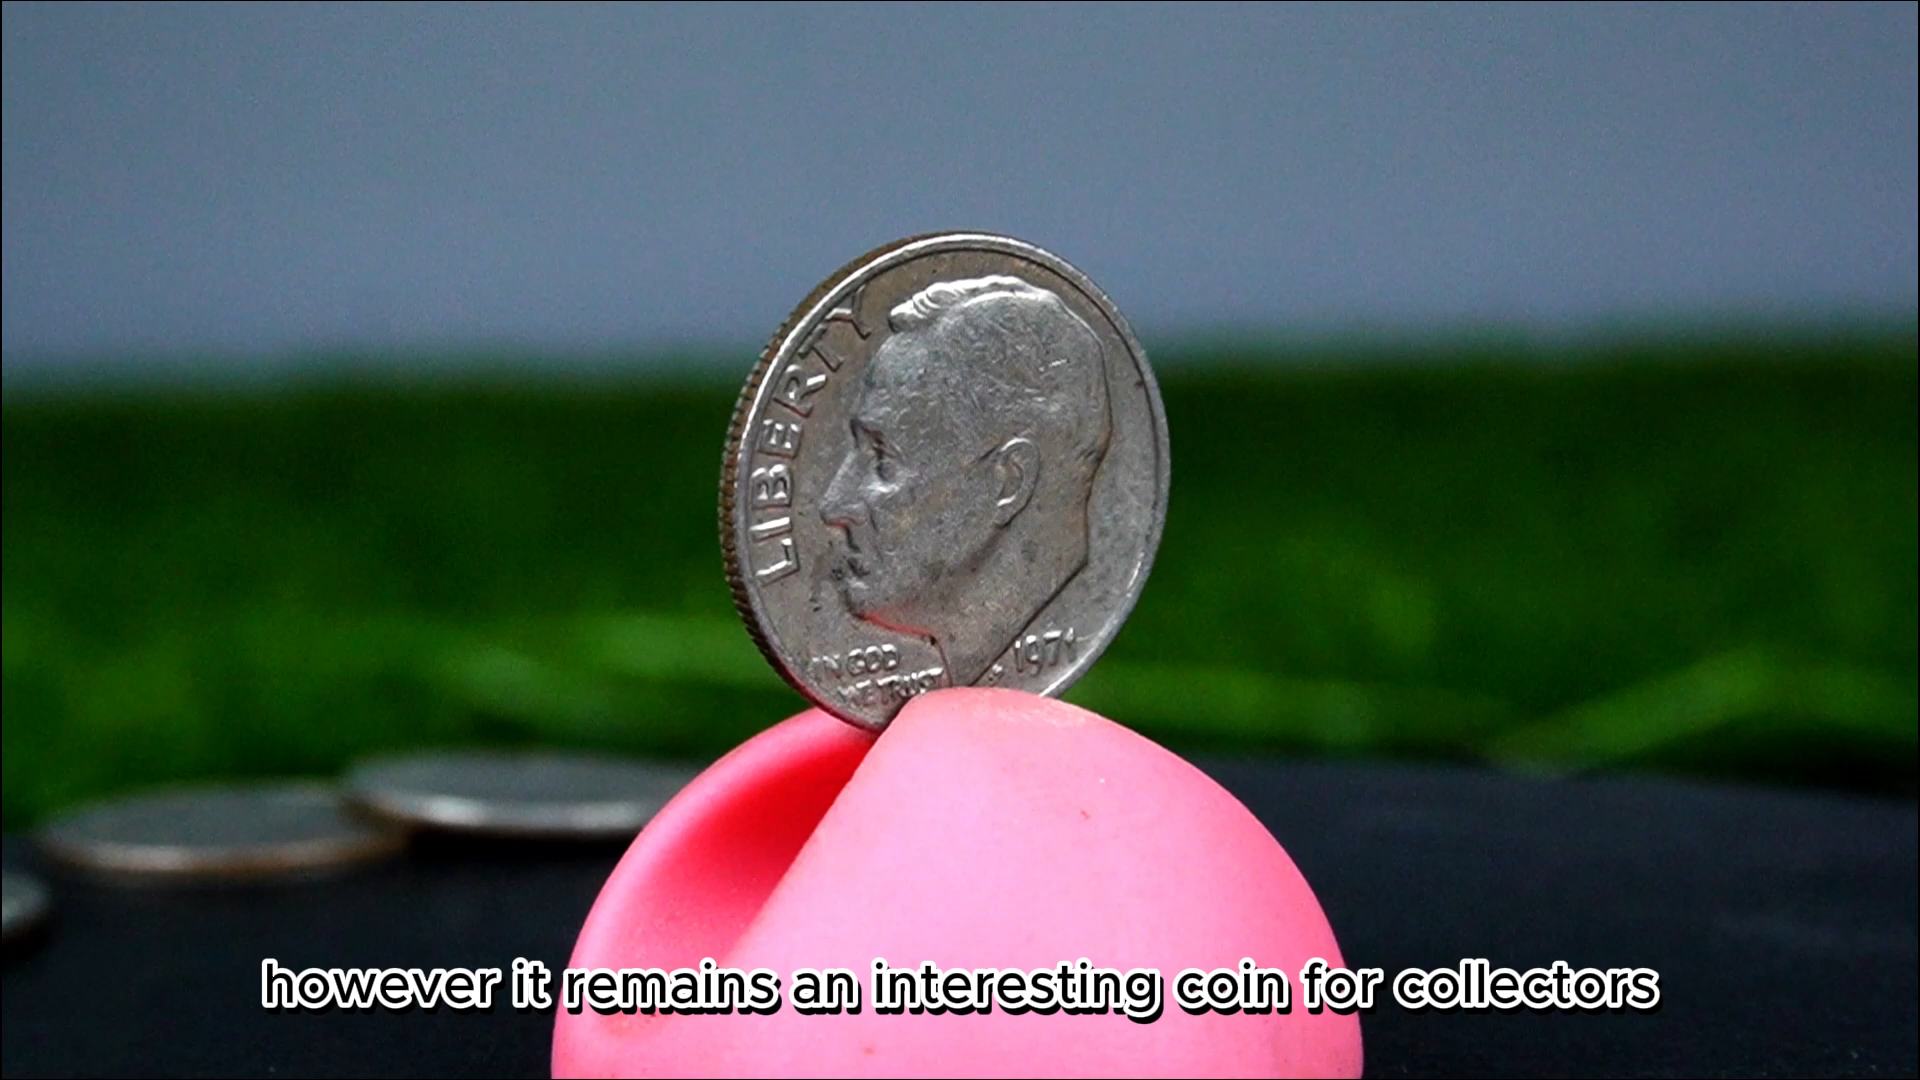 LIBERTY
IN GOD
WE TRUST
1971
however it remains an interesting coin for collectors